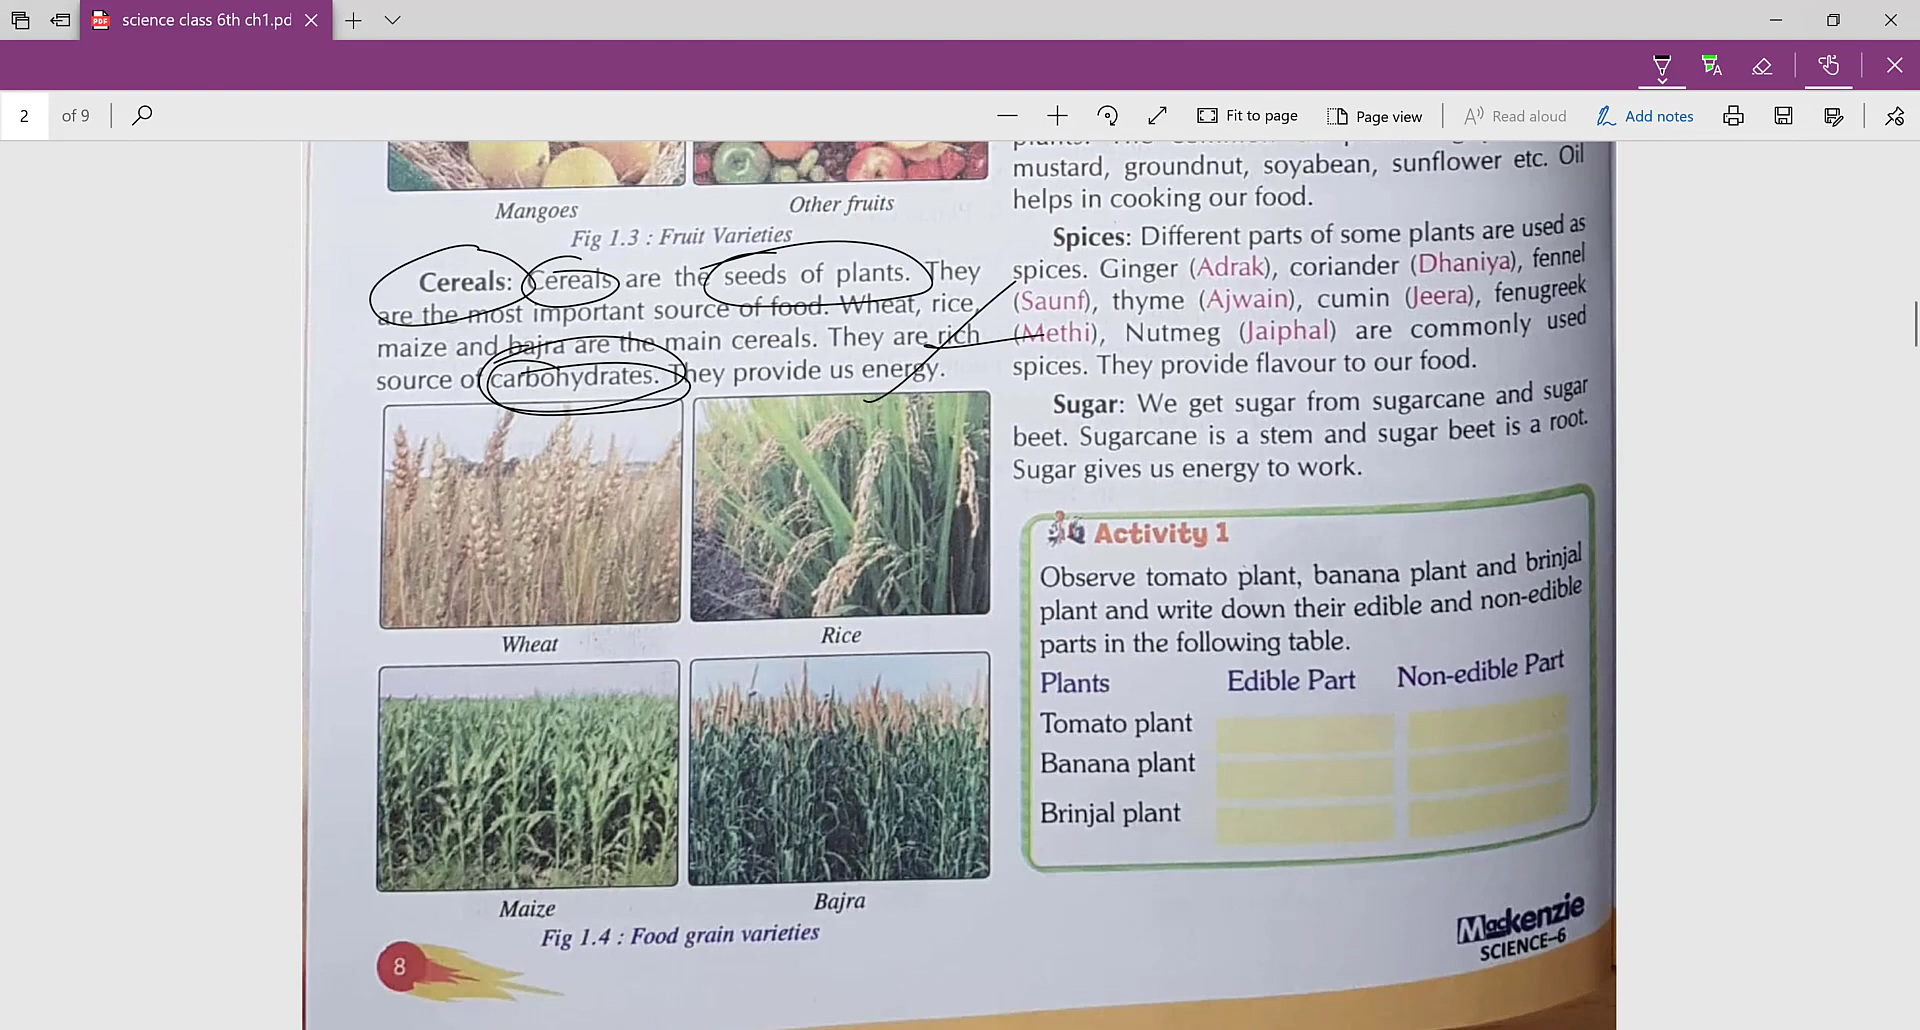 science class 6th ch1.pd
2 of 9
Fit to page
Page view
Read aloud
Add notes
Mangoes
Other fruits
Fig 1.3 : Fruit Varieties
Cereals: Cereals are the seeds of plants. They
are the most important source of food. Wheat, rice,
maize and bajra are the main cereals. They are rich
source of carbohydrates. They provide us energy.
Wheat
Rice
Maize
Bajra
Fig 1.4 : Food grain varieties
8
mustard, groundnut, soyabean, sunflower etc. Oil
helps in cooking our food.
Spices: Different parts of some plants are used as
spices. Ginger (Adrak), coriander (Dhaniya), fennel
(Saunf), thyme (Ajwain), cumin (Jeera), fenugreek
(Methi), Nutmeg (Jaiphal) are commonly used
spices. They provide flavour to our food.
Sugar: We get sugar from sugarcane and sugar
beet. Sugarcane is a stem and sugar beet is a root.
Sugar gives us energy to work.
Activity 1
Observe tomato plant, banana plant and brinjal
plant and write down their edible and non-edible
parts in the following table.
Plants Edible Part Non-edible Part
Tomato plant
Banana plant
Brinjal plant
Mackenzie
SCIENCE–6